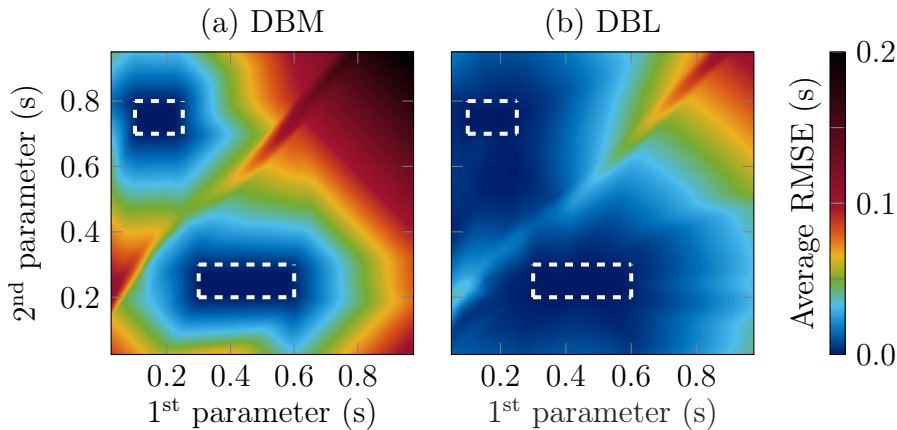 (a) DBM
(b) DBL
2nd parameter (s)
0.8
0.6
0.4
0.2
0.2 0.4 0.6 0.8
1st parameter (s)
0.2 0.4 0.6 0.8
1st parameter (s)
Average RMSE (s)
0.2
0.1
0.0